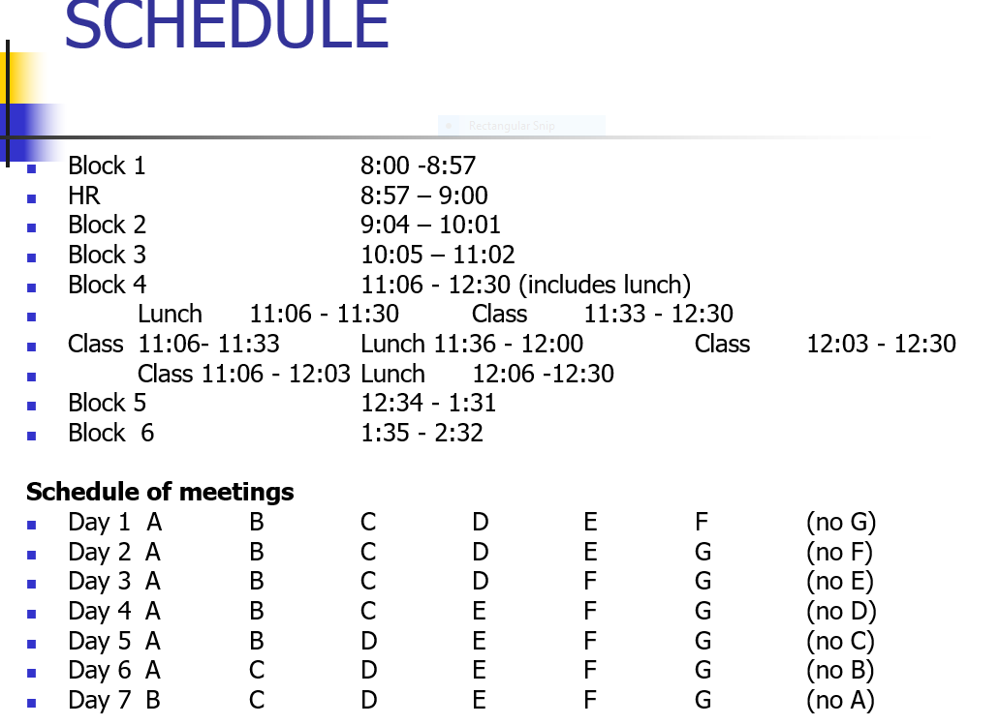 SCHEDULE
Rectangular Snip
Block 1 8:00 -8:57
HR 8:57 – 9:00
Block 2 9:04 – 10:01
Block 3 10:05 – 11:02
Block 4 11:06 - 12:30 (includes lunch)
Lunch 11:06 - 11:30 Class 11:33 - 12:30
Class 11:06- 11:33 Lunch 11:36 - 12:00 Class 12:03 - 12:30
Class 11:06 - 12:03 Lunch 12:06 -12:30
Block 5 12:34 - 1:31
Block 6 1:35 - 2:32
Schedule of meetings
Day 1 A B C D E F (no G)
Day 2 A B C D E G (no F)
Day 3 A B C D F G (no E)
Day 4 A B C E F G (no D)
Day 5 A B D E F G (no C)
Day 6 A C D E F G (no B)
Day 7 B C D E F G (no A)